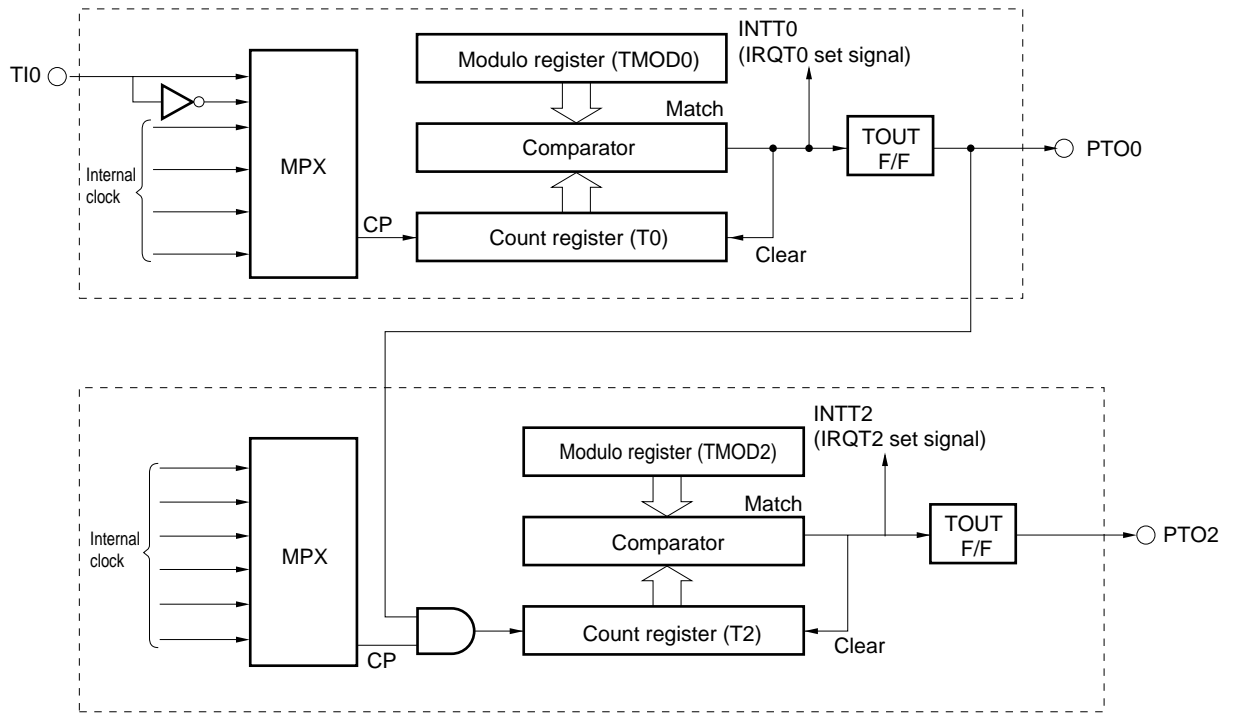 INTT0
(IRQT0 set signal)
TI0
Modulo register (TMOD0)
Match
MPX
Comparator
TOUT
F/F
PTO0
Internal
clock
CP
Count register (T0)
Clear
INTT2
(IRQT2 set signal)
Modulo register (TMOD2)
Match
Internal
clock
MPX
Comparator
TOUT
F/F
PTO2
CP
Count register (T2)
Clear